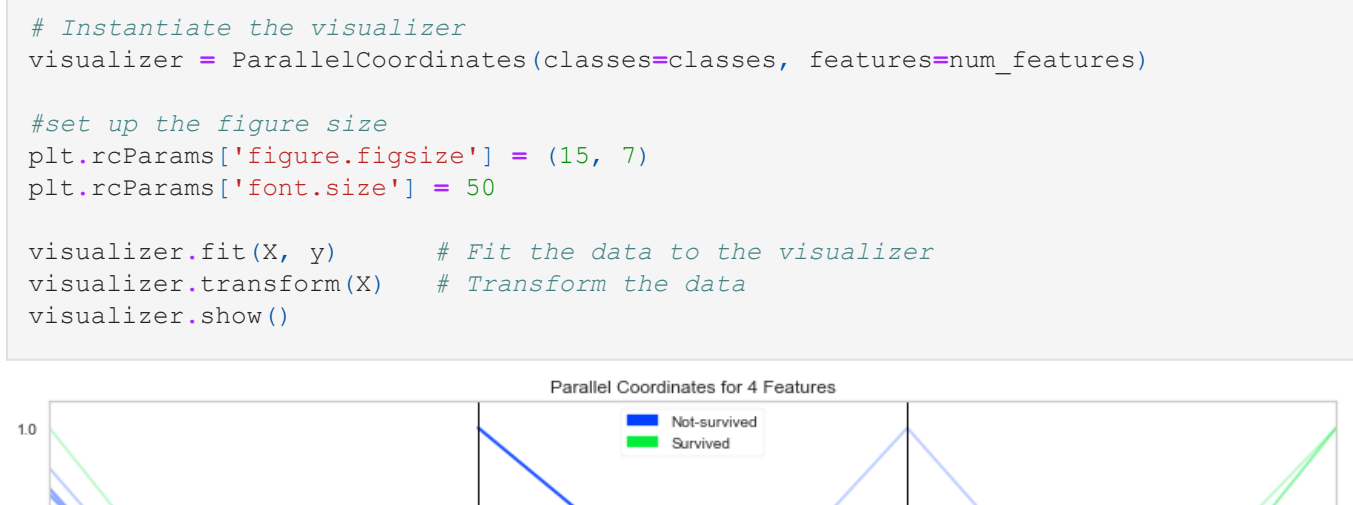 # Instantiate the visualizer
visualizer = ParallelCoordinates(classes=classes, features=num_features)
#set up the figure size
plt.rcParams['figure.figsize'] = (15, 7)
plt.rcParams['font.size'] = 50
visualizer.fit(X, y)      # Fit the data to the visualizer
visualizer.transform(X)   # Transform the data
visualizer.show()
Parallel Coordinates for 4 Features
1.0
Not-survived
Survived